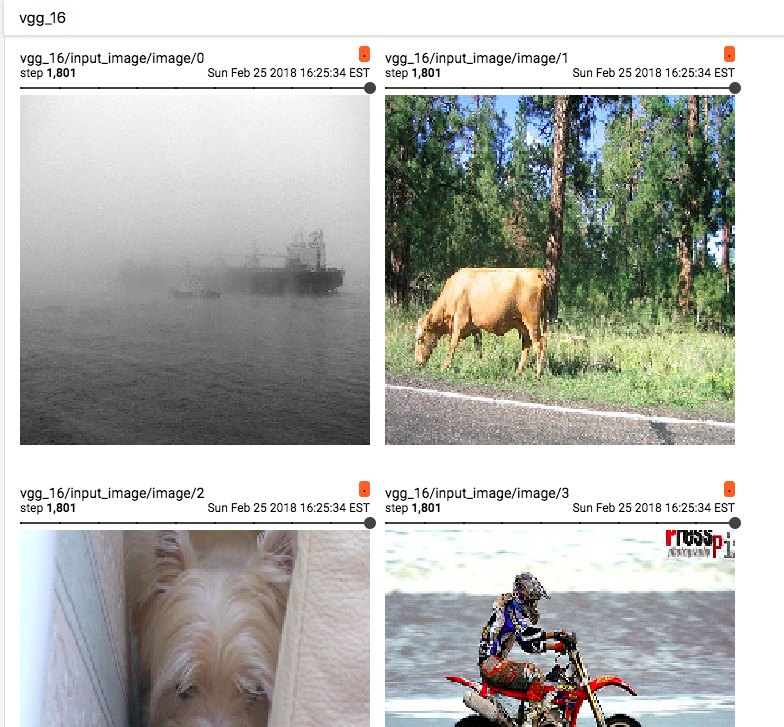 vgg_16
vgg_16/input_image/image/0
step 1,801 Sun Feb 25 2018 16:25:34 EST
vgg_16/input_image/image/1
step 1,801 Sun Feb 25 2018 16:25:34 EST
vgg_16/input_image/image/2
step 1,801 Sun Feb 25 2018 16:25:34 EST
vgg_16/input_image/image/3
step 1,801 Sun Feb 25 2018 16:25:34 EST
photography